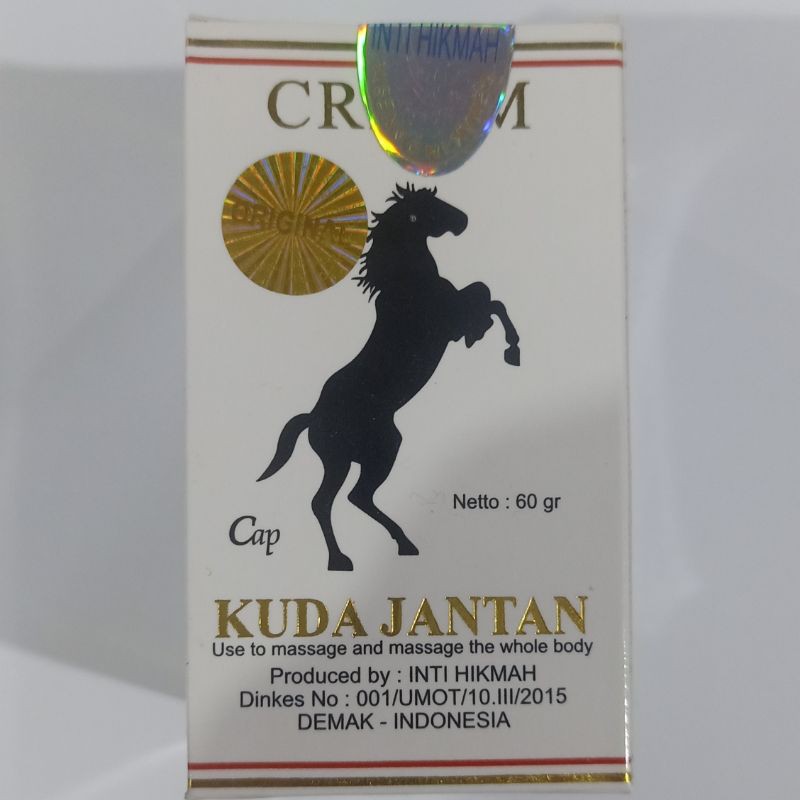 INTI HIKMAH
CR M
ORIGINAL
Netto : 60 gr
Cap
KUDA JANTAN
Use to massage and massage the whole body
Produced by : INTI HIKMAH
Dinkes No : 001/UMOT/10.III/2015
DEMAK - INDONESIA